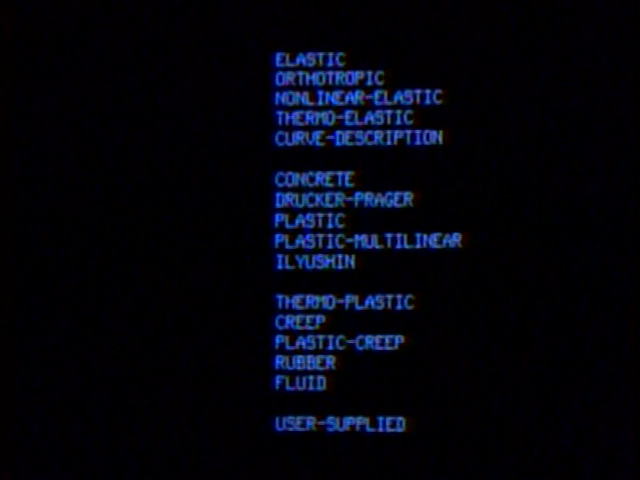 ELASTIC
ORTHOTROPIC
NONLINEAR-ELASTIC
THERMO-ELASTIC
CURVE-DESCRIPTION
CONCRETE
DRUCKER-PRAGER
PLASTIC
PLASTIC-MULTILINEAR
ILYUSHIN
THERMO-PLASTIC
CREEP
PLASTIC-CREEP
RUBBER
FLUID
USER-SUPPLIED